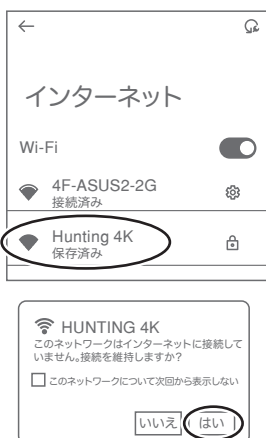 インターネット
Wi-Fi
4F-ASUS2-2G
接続済み
Hunting 4K
保存済み
HUNTING 4K
このネットワークはインターネットに接続して
いません。接続を維持しますか?
このネットワークについて次回から表示しない
いいえ はい